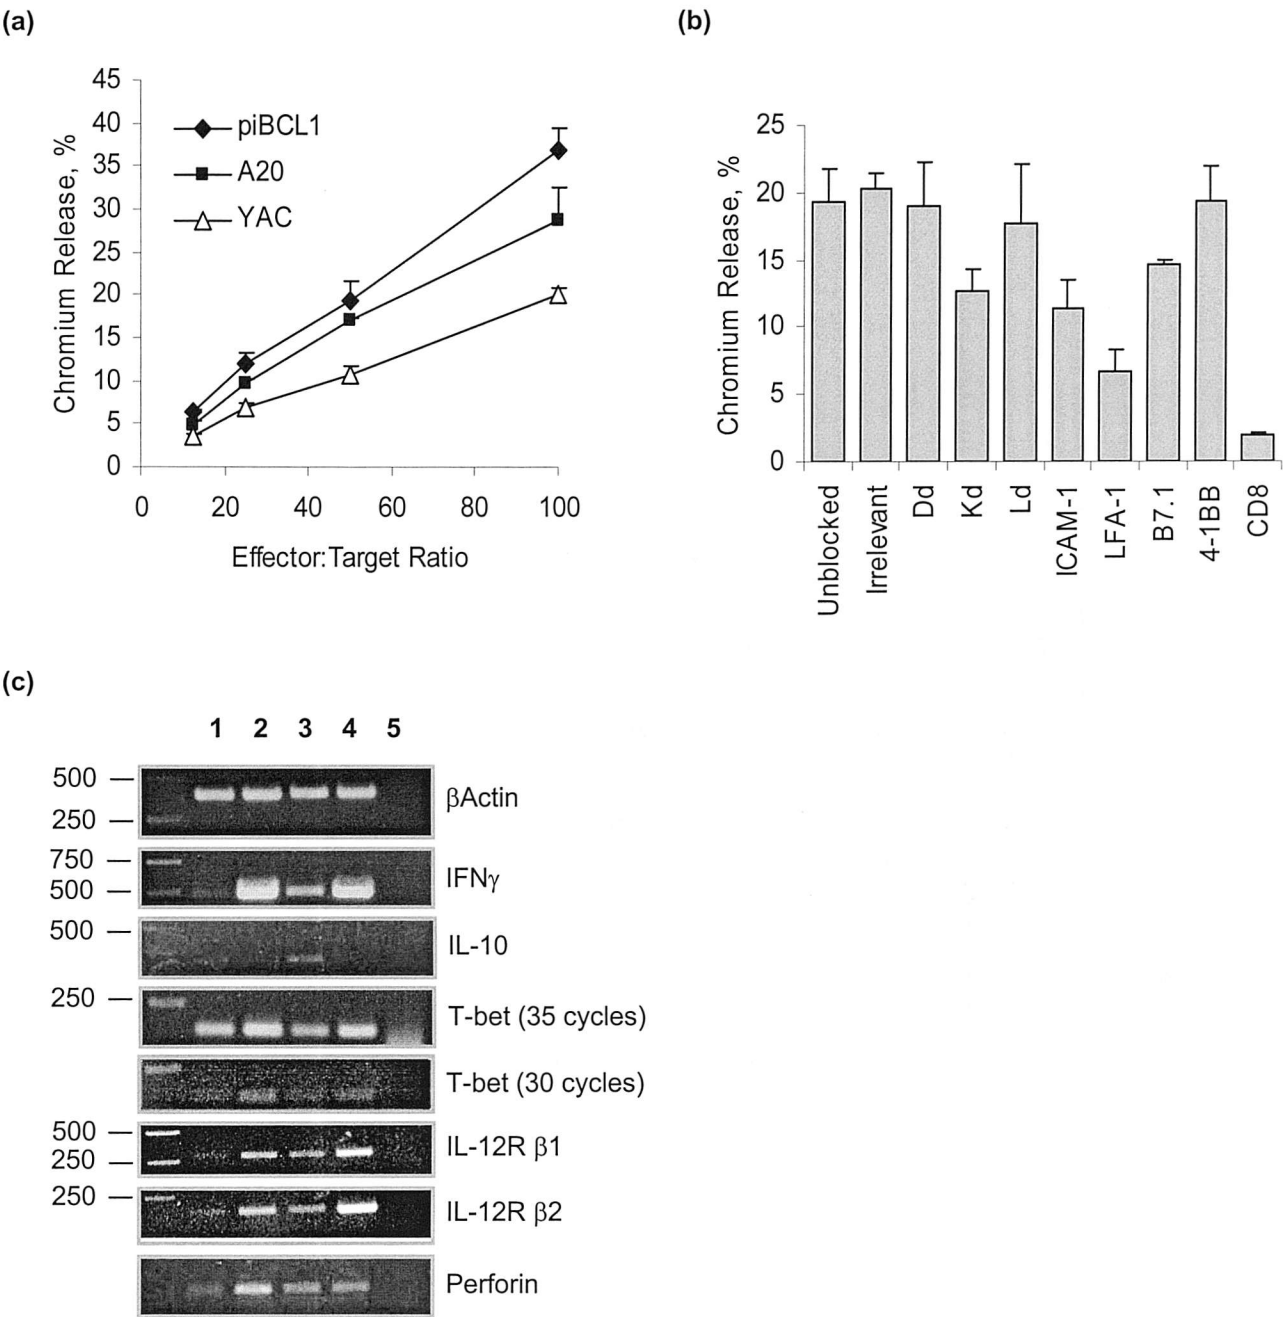 (a)
45
40
35
30
25
20
15
10
5
0
Chromium Release, %
piBCL1
A20
YAC
0 20 40 60 80 100
Effector:Target Ratio
(b)
25
20
15
10
5
0
Chromium Release, %
Unblocked
Irrelevant
Dd
Kd
Ld
ICAM-1
LFA-1
B7.1
4-1BB
CD8
(c)
1 2 3 4 5
500
250
βActin
750
500
IFNγ
500
IL-10
250
T-bet (35 cycles)
T-bet (30 cycles)
500
250
IL-12R β1
250
IL-12R β2
Perforin